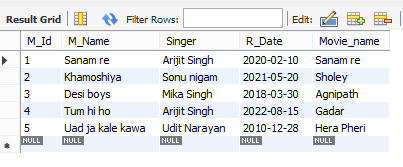 Result Grid Filter Rows: Edit:
M_Id M_Name Singer R_Date Movie_name
1 Sanam re Arijit Singh 2020-02-10 Sanam re
2 Khamoshiya Sonu nigam 2021-05-20 Sholey
3 Desi boys Mika Singh 2018-03-30 Agnipath
4 Tum hi ho Arijit Singh 2022-08-15 Gadar
5 Uad ja kale kawa Udit Narayan 2010-12-28 Hera Pheri
NULL NULL NULL NULL NULL